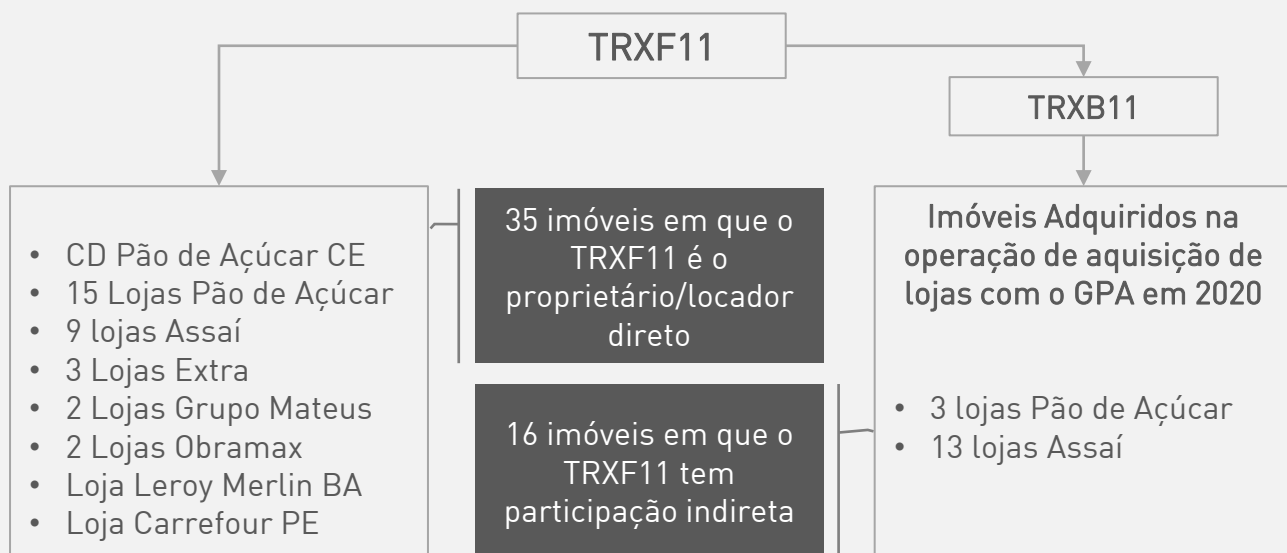 TRXF11
TRXB11
• CD Pão de Açúcar CE
• 15 Lojas Pão de Açúcar
• 9 lojas Assaí
• 3 Lojas Extra
• 2 Lojas Grupo Mateus
• 2 Lojas Obramax
• Loja Leroy Merlin BA
• Loja Carrefour PE
35 imóveis em que o
TRXF11 é o
proprietário/locador
direto
16 imóveis em que o
TRXF11 tem
participação indireta
Imóveis Adquiridos na
operação de aquisição de
lojas com o GPA em 2020
• 3 lojas Pão de Açúcar
• 13 lojas Assaí